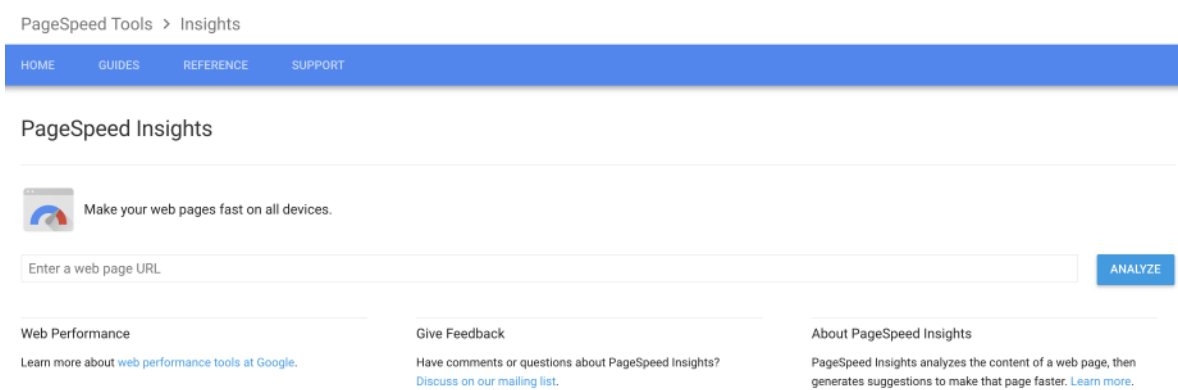 PageSpeed Tools > Insights
HOME GUIDES REFERENCE SUPPORT
PageSpeed Insights
Make your web pages fast on all devices.
Enter a web page URL
ANALYZE
Web Performance
Learn more about web performance tools at Google.
Give Feedback
Have comments or questions about PageSpeed Insights?
Discuss on our mailing list.
About PageSpeed Insights
PageSpeed Insights analyzes the content of a web page, then
generates suggestions to make that page faster. Learn more.